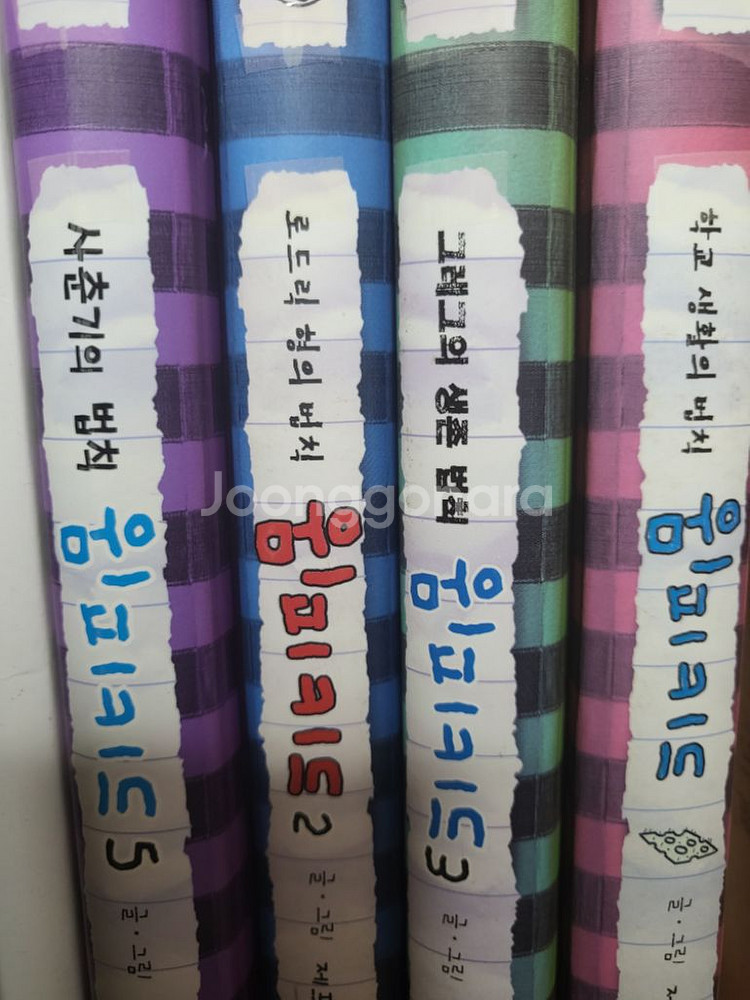 사춘기의 법칙
윔피키드 5
글·그림
로드릭 형의 법칙
윔피키드 2
글·그림
그레그의 생존 법칙
윔피키드 3
글·그림
학교 생활의 법칙
윔피키드
글·그림
Joonggonara